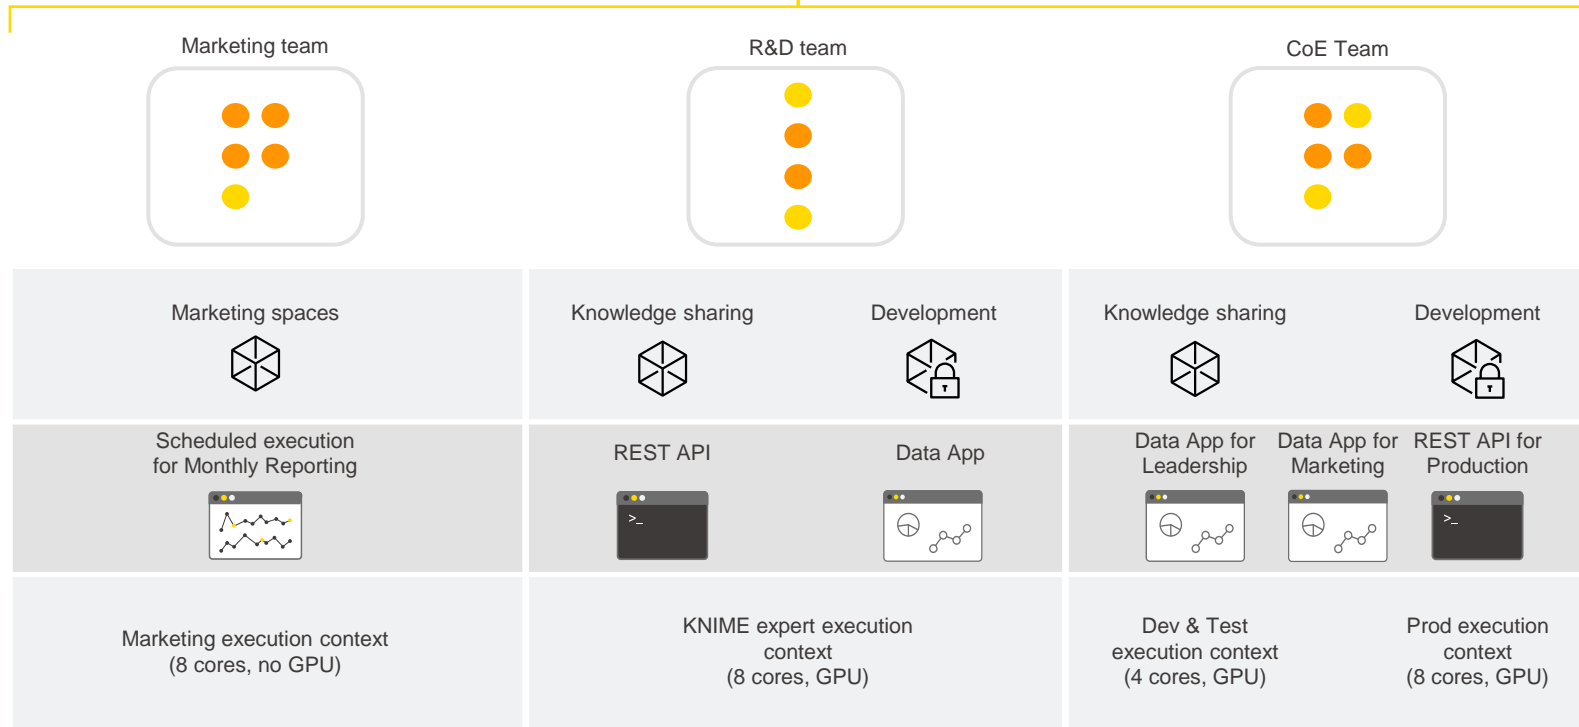 Marketing team
R&D team
CoE Team
Marketing spaces
Knowledge sharing
Development
Knowledge sharing
Development
Scheduled execution
for Monthly Reporting
REST API
>_
Data App
Data App for
Leadership
Data App for
Marketing
REST API for
Production
>_
Marketing execution context
(8 cores, no GPU)
KNIME expert execution
context
(8 cores, GPU)
Dev & Test
execution context
(4 cores, GPU)
Prod execution
context
(8 cores, GPU)